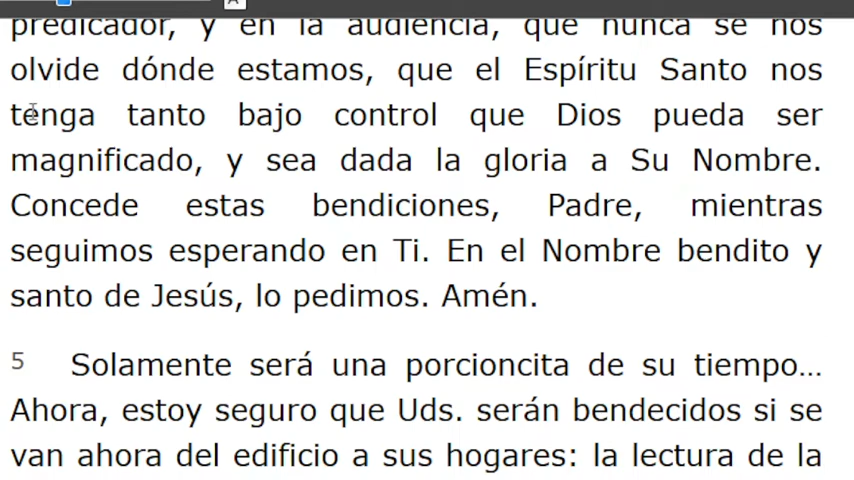 predicador, y en la audiencia, que nunca se nos
olvide dónde estamos, que el Espíritu Santo nos
tenga tanto bajo control que Dios pueda ser
magnificado, y sea dada la gloria a Su Nombre.
Concede estas bendiciones, Padre, mientras
seguimos esperando en Ti. En el Nombre bendito y
santo de Jesús, lo pedimos. Amén.
5 Solamente será una porcioncita de su tiempo...
Ahora, estoy seguro que Uds. serán bendecidos si se
van ahora del edificio a sus hogares: la lectura de la